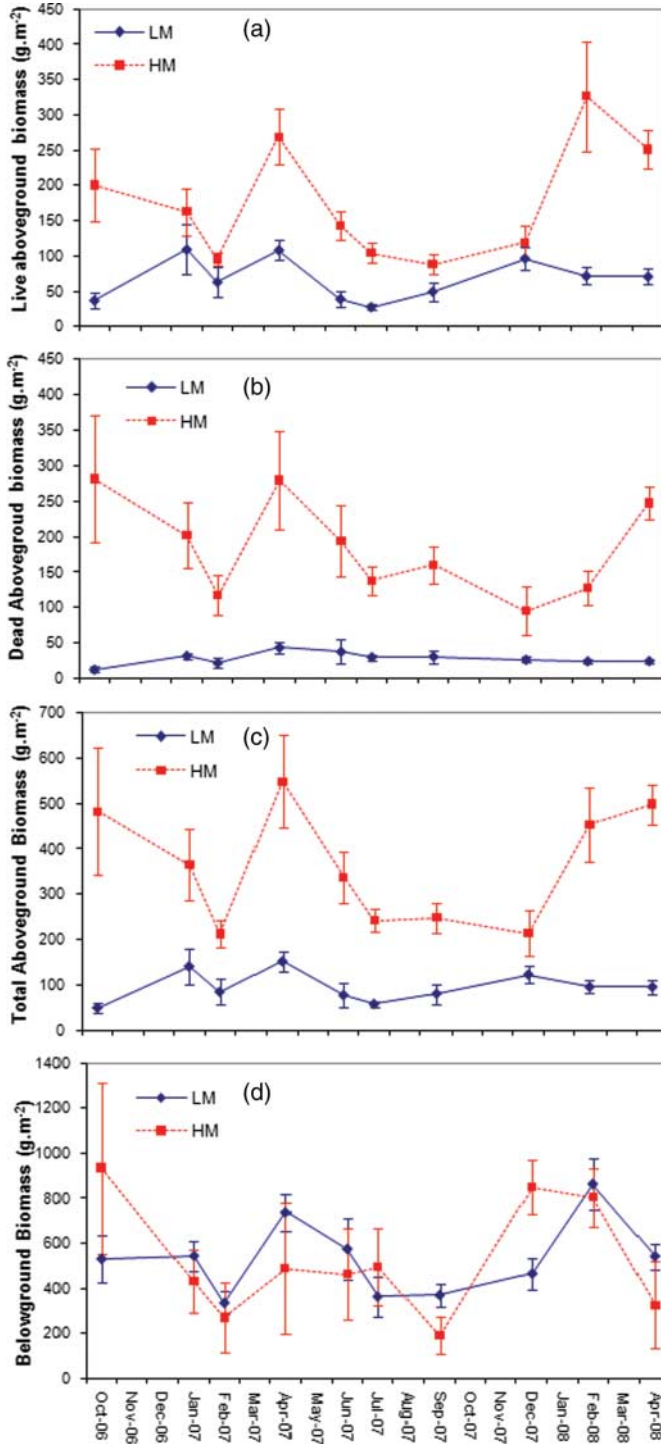 Live aboveground biomass (g.m-2)
450
400
350
300
250
200
150
100
50
0
LM
HM
(a)
Dead Abovegroud biomass (g.m-2)
450
400
350
300
250
200
150
100
50
0
LM
HM
(b)
Total Aboveground Biomass (g.m-2)
700
600
500
400
300
200
100
0
LM
HM
(c)
Belowground Biomass (g.m-2)
1400
1200
1000
800
600
400
200
0
LM
HM
(d)
Oct-06
Nov-06
Dec-06
Jan-07
Feb-07
Mar-07
Apr-07
May-07
Jun-07
Jul-07
Aug-07
Sep-07
Oct-07
Dec-07
Jan-08
Feb-08
Mar-08
Apr-08